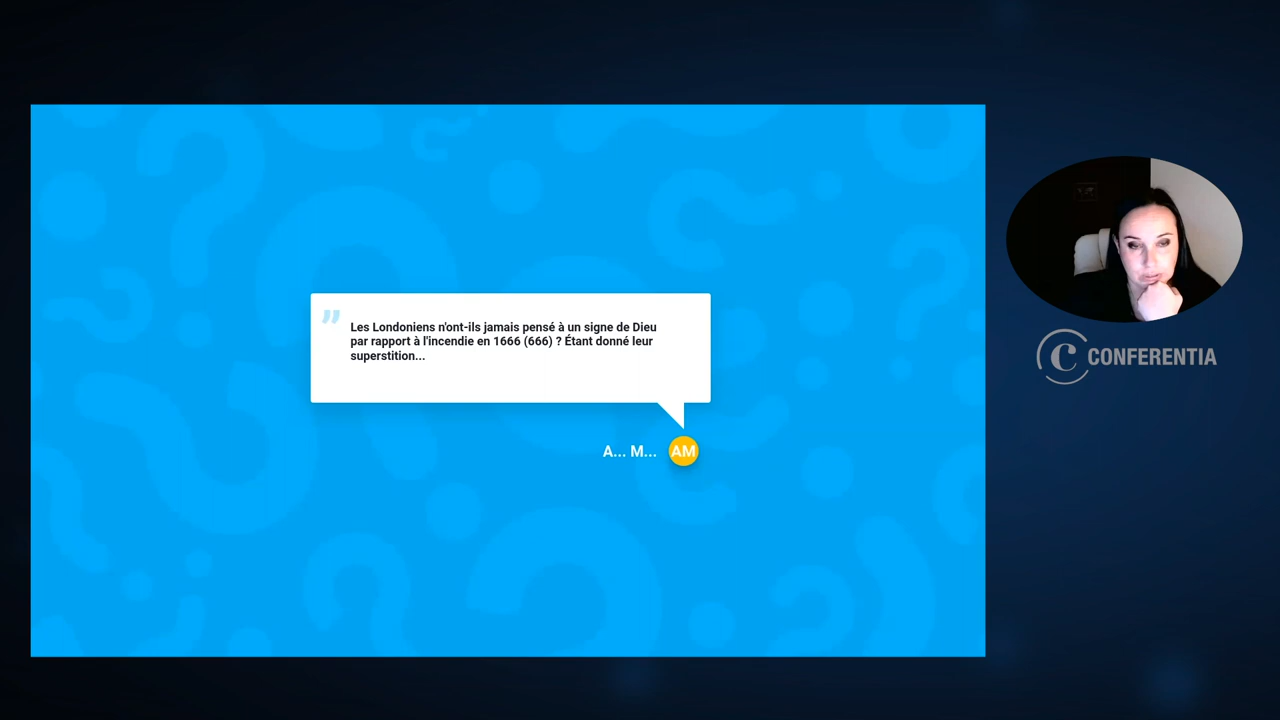 Les Londoniens n'ont-ils jamais pensé à un signe de Dieu
par rapport à l'incendie en 1666 (666) ? Étant donné leur
superstition...
A... M... AM
C CONFERENTIA